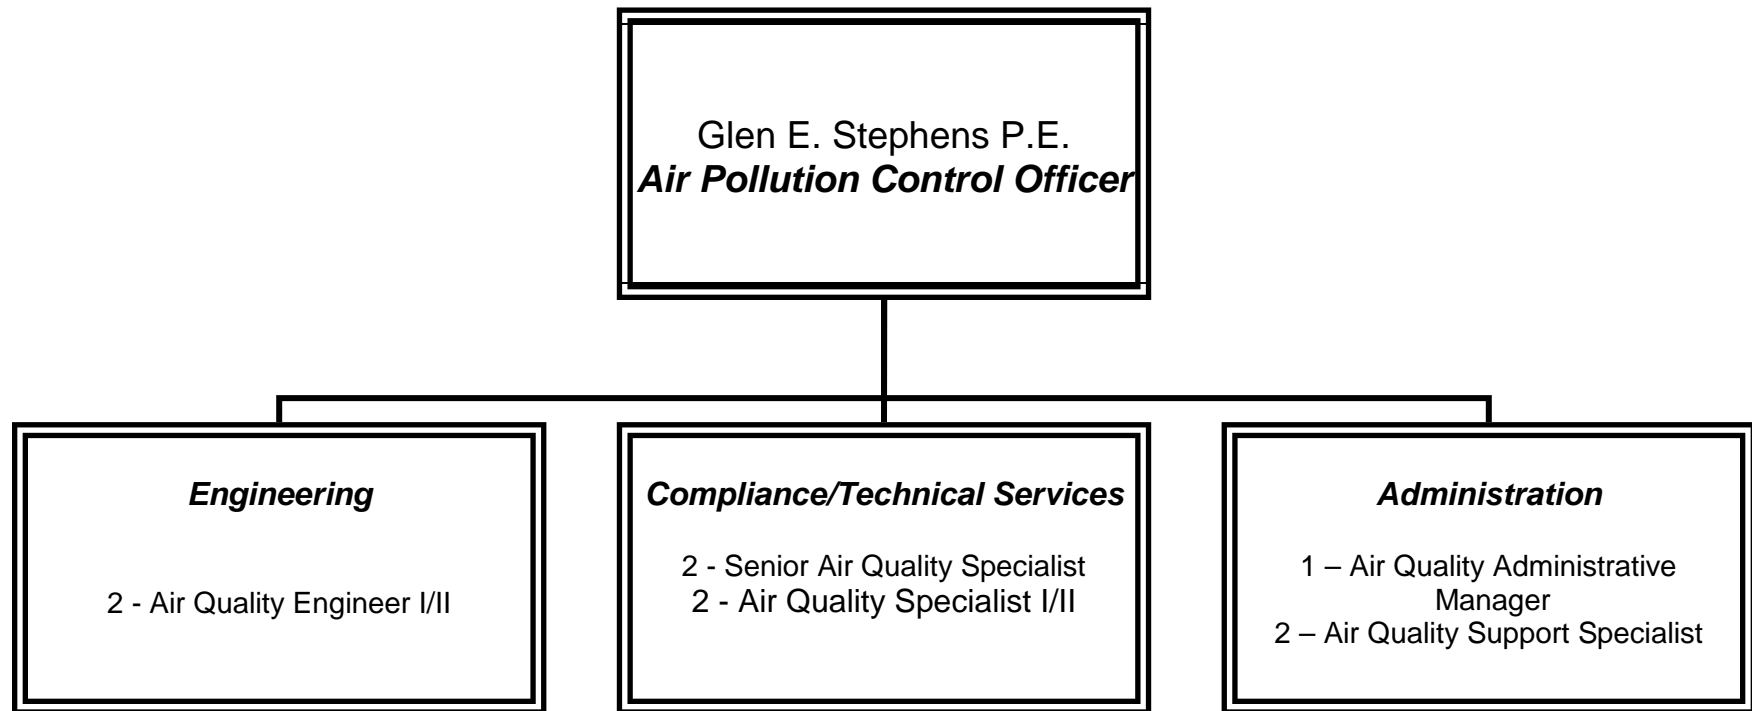 Glen E. Stephens P.E.
Air Pollution Control Officer
Engineering
2 - Air Quality Engineer I/II
Compliance/Technical Services
2 - Senior Air Quality Specialist
2 - Air Quality Specialist I/II
Administration
1 – Air Quality Administrative
Manager
2 – Air Quality Support Specialist